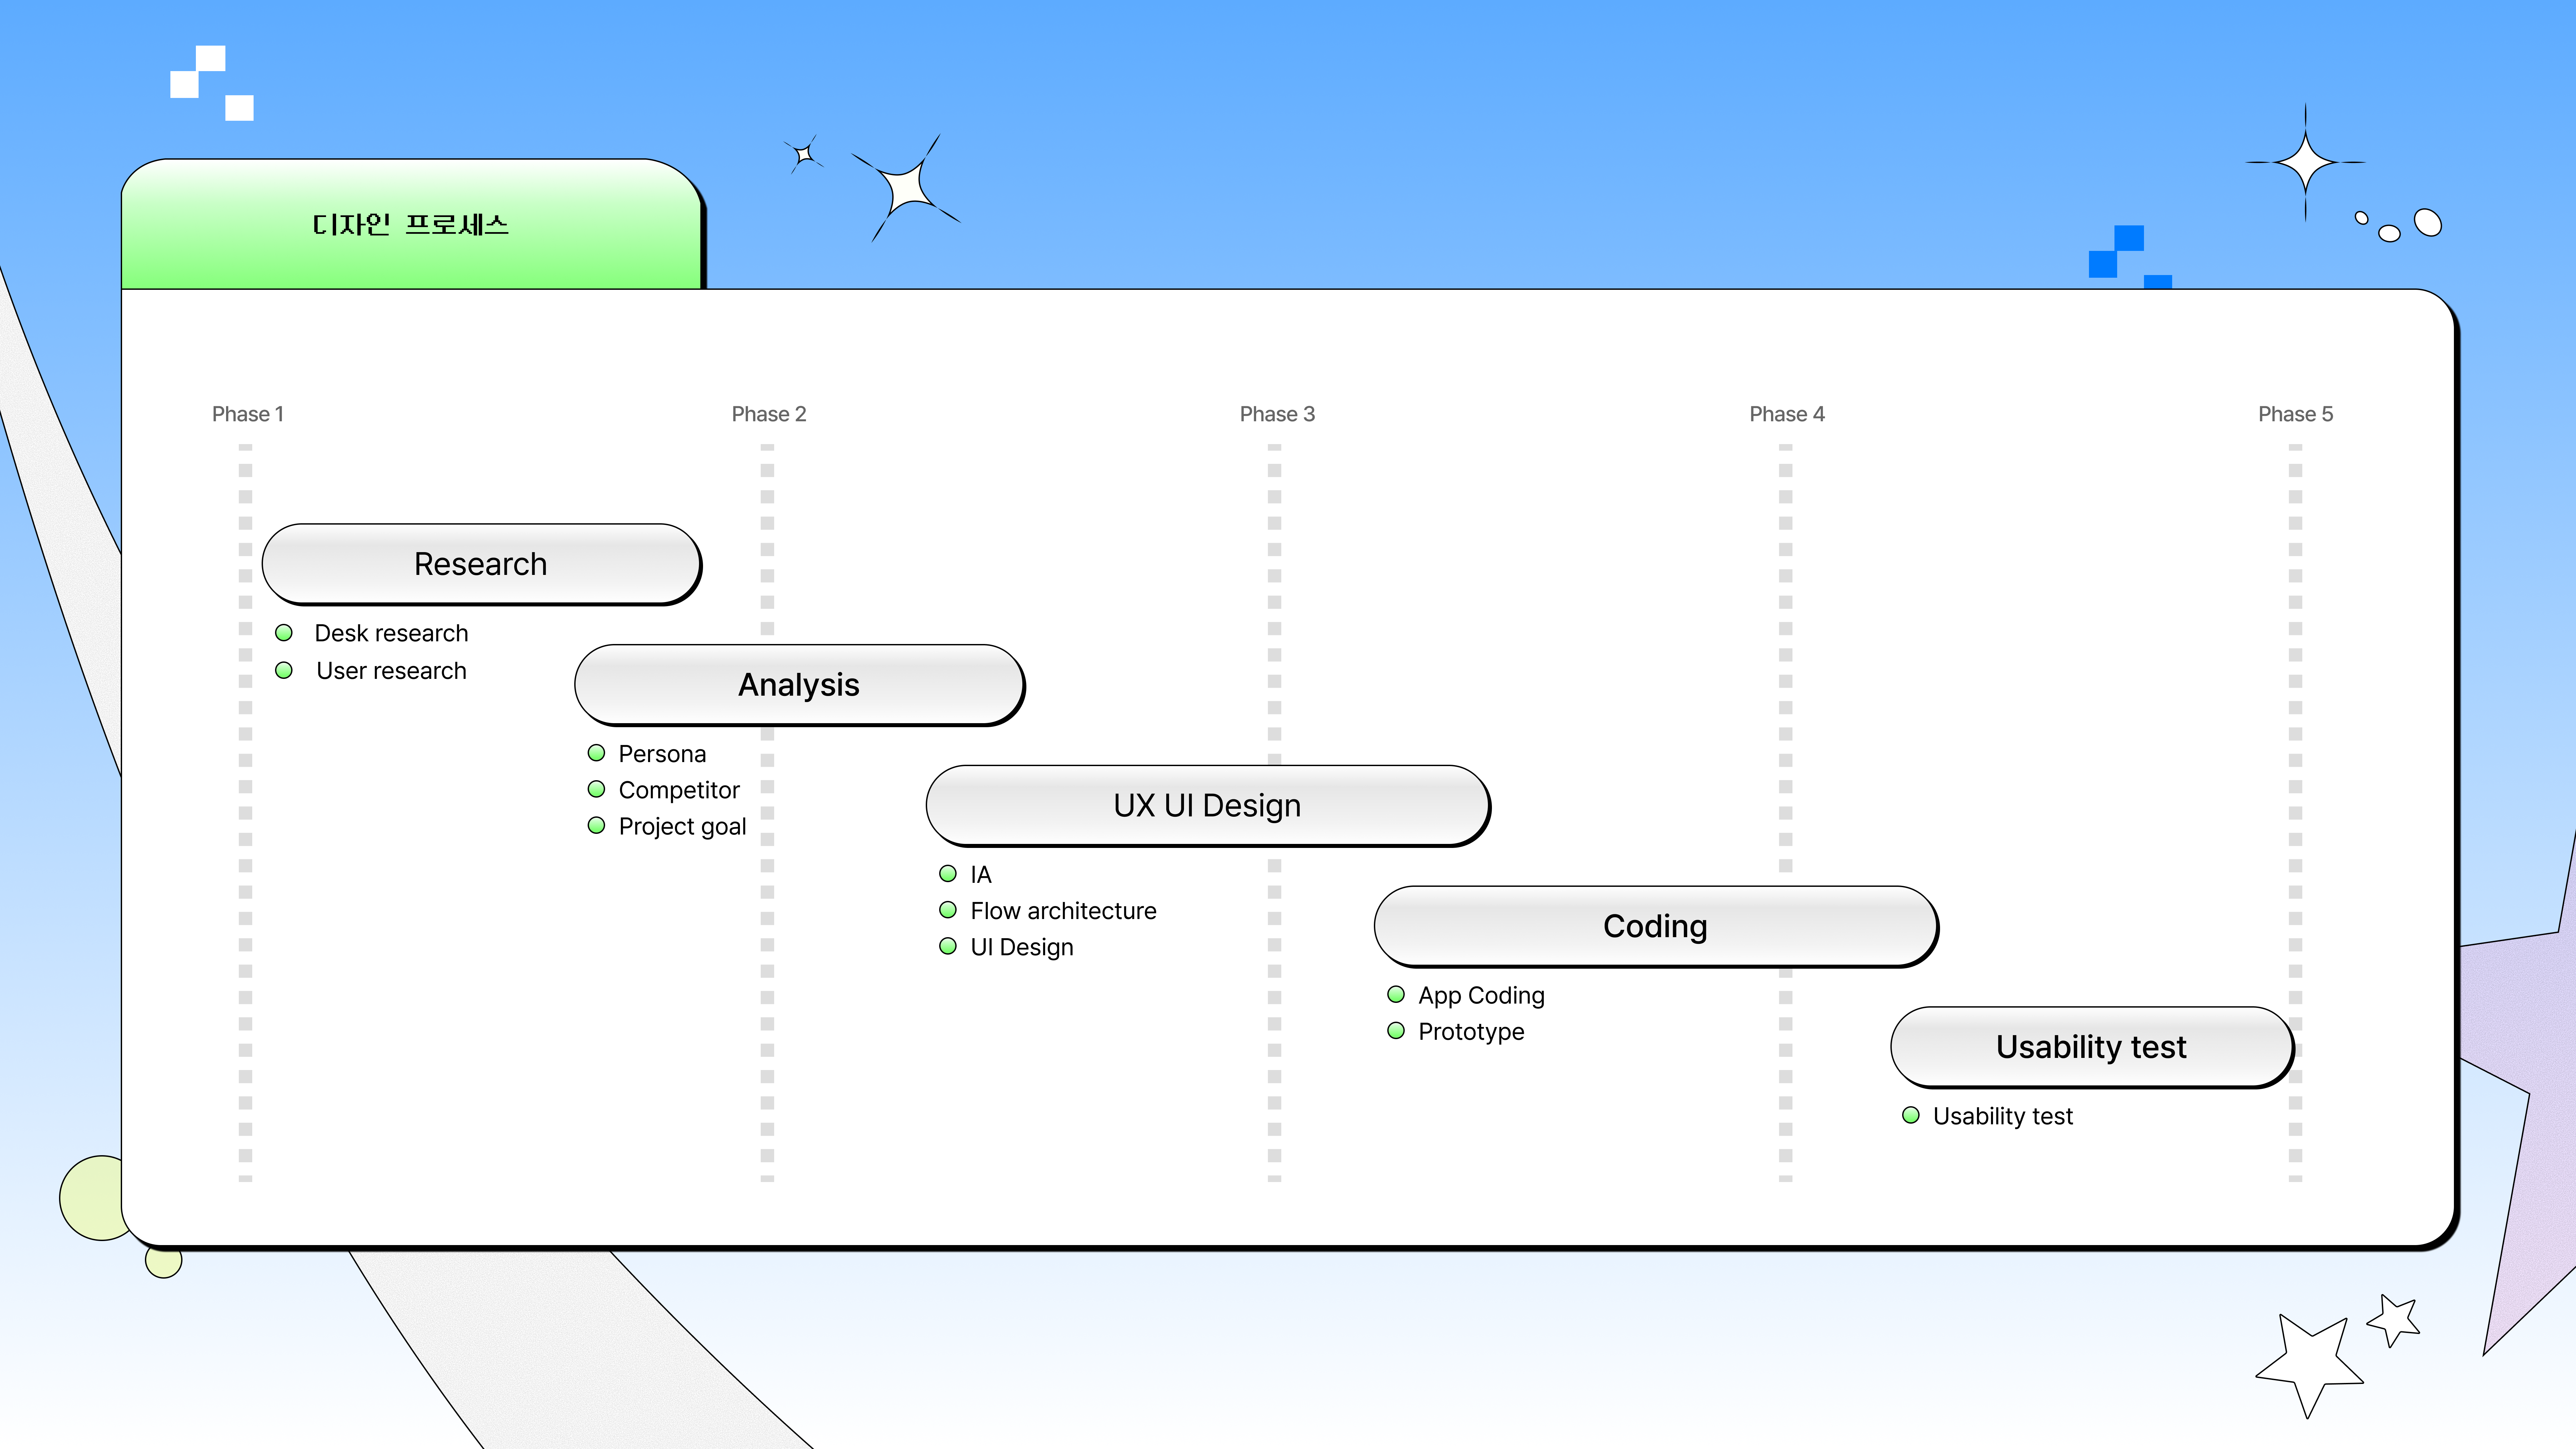 디자인 프로세스
Phase 1
Phase 2
Phase 3
Phase 4
Phase 5
Research
Desk research
User research
Analysis
Persona
Competitor
Project goal
UX UI Design
IA
Flow architecture
UI Design
Coding
App Coding
Prototype
Usability test
Usability test